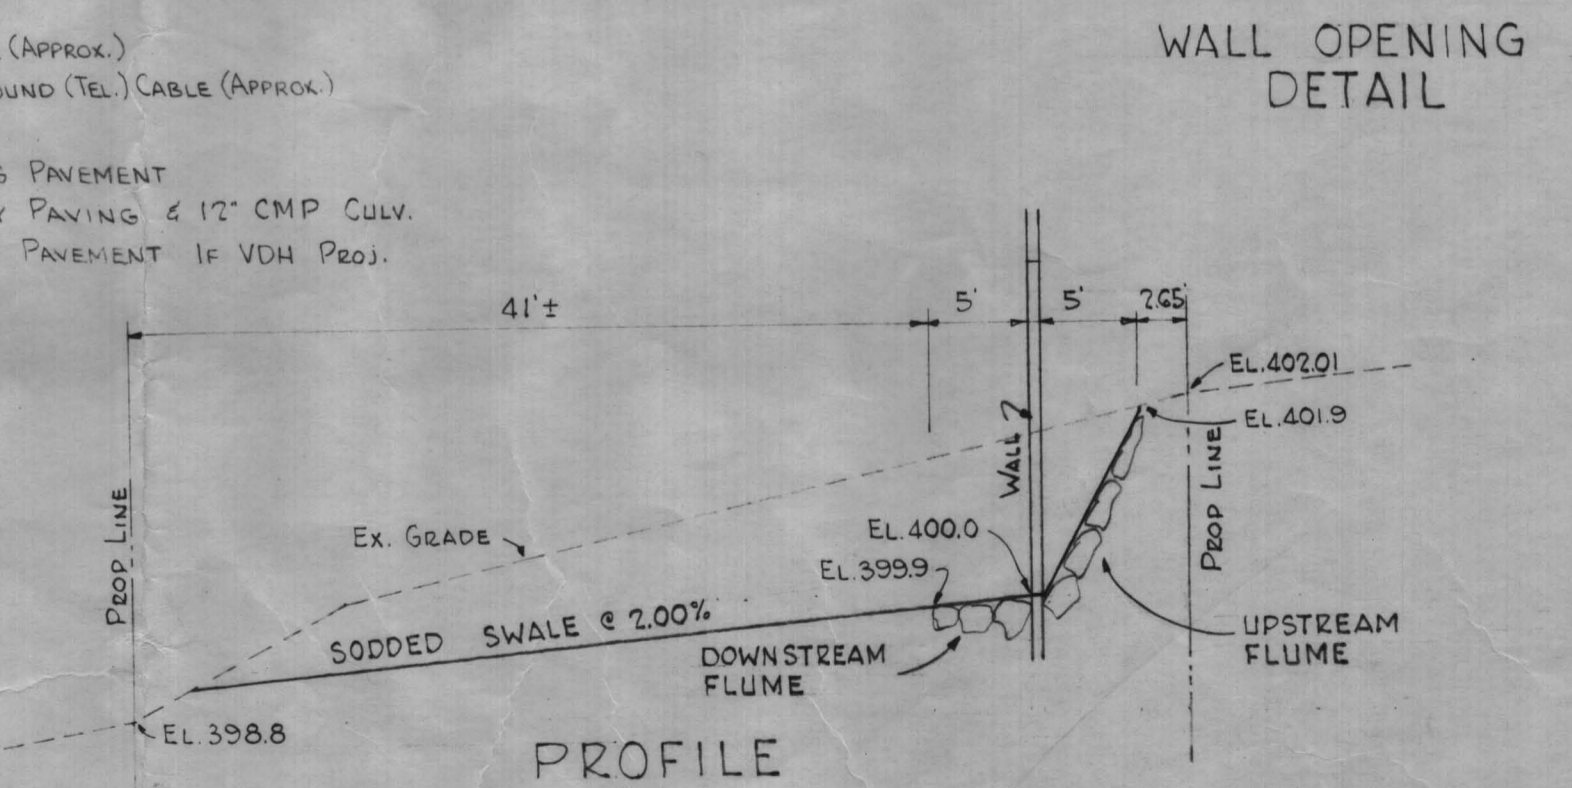 (APPROX.)
OUND (TEL.) CABLE (APPROX.)
PAVEMENT
PAVING & 12" CMP CULV.
PAVEMENT IF VDH PROJ.
WALL OPENING
DETAIL
41'±
5'
5'
2.65'
EL.402.01
EL.401.9
WALL
PROP LINE
EL.400.0
EL.399.9
EX. GRADE
PROP LINE
SODDED SWALE @ 2.00%
DOWNSTREAM
FLUME
UPSTREAM
FLUME
EL.398.8
PROFILE